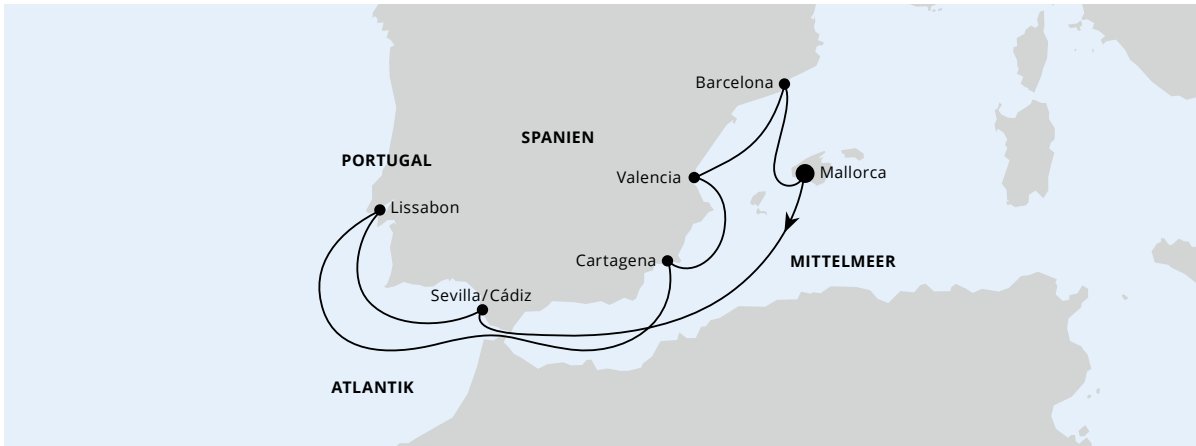 Barcelona
SPANIEN
PORTUGAL
Mallorca
Valencia
Lissabon
Cartagena
MITTELMEER
Sevilla/Cádiz
ATLANTIK